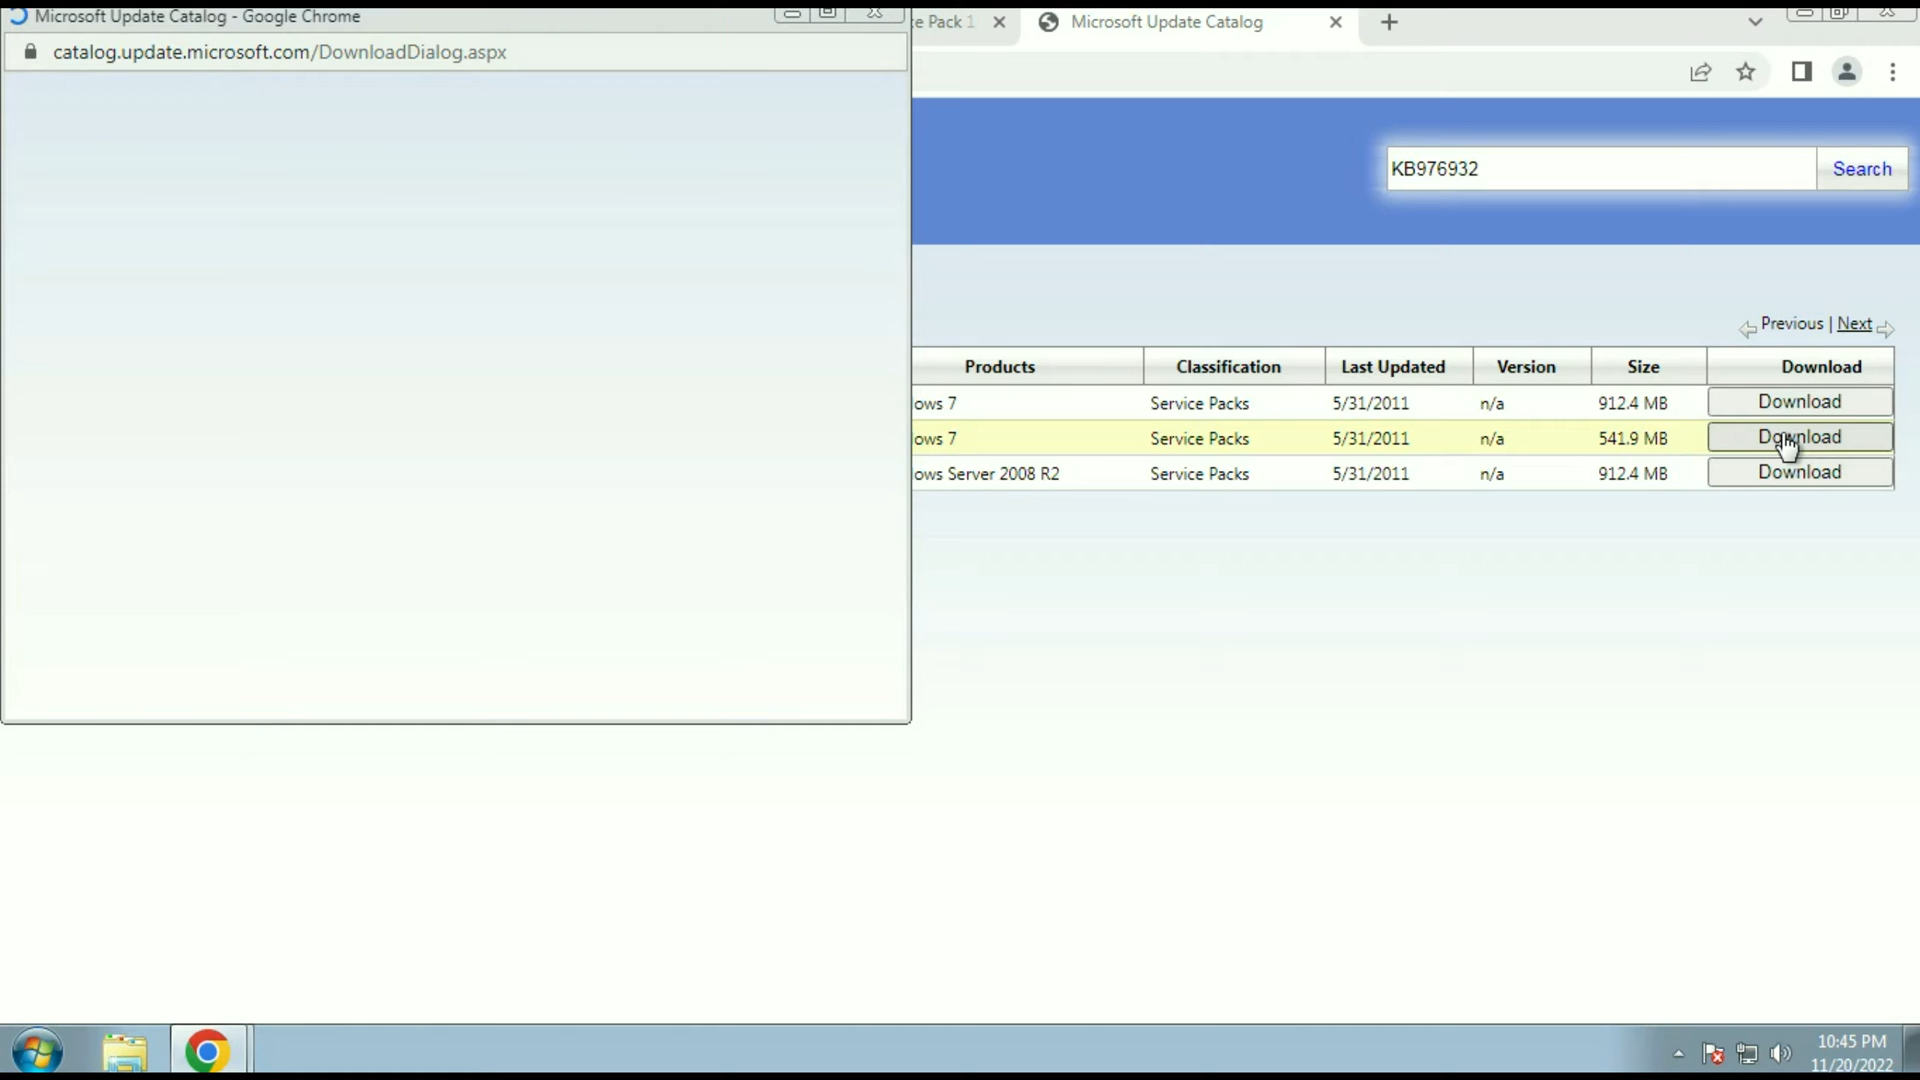 Microsoft Update Catalog - Google Chrome
catalog.update.microsoft.com/DownloadDialog.aspx
ce Pack 1
Microsoft Update Catalog
KB976932
Search
Previous | Next
Products Classification Last Updated Version Size Download
ows 7 Service Packs 5/31/2011 n/a 912.4 MB Download
ows 7 Service Packs 5/31/2011 n/a 541.9 MB Download
ows Server 2008 R2 Service Packs 5/31/2011 n/a 912.4 MB Download
10:45 PM
11/20/2022